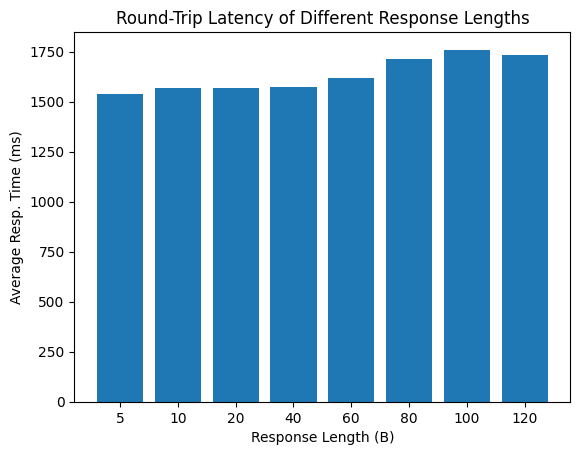 Round-Trip Latency of Different Response Lengths
1750
1500
1250
1000
750
500
250
0
Average Resp. Time (ms)
5 10 20 40 60 80 100 120
Response Length (B)